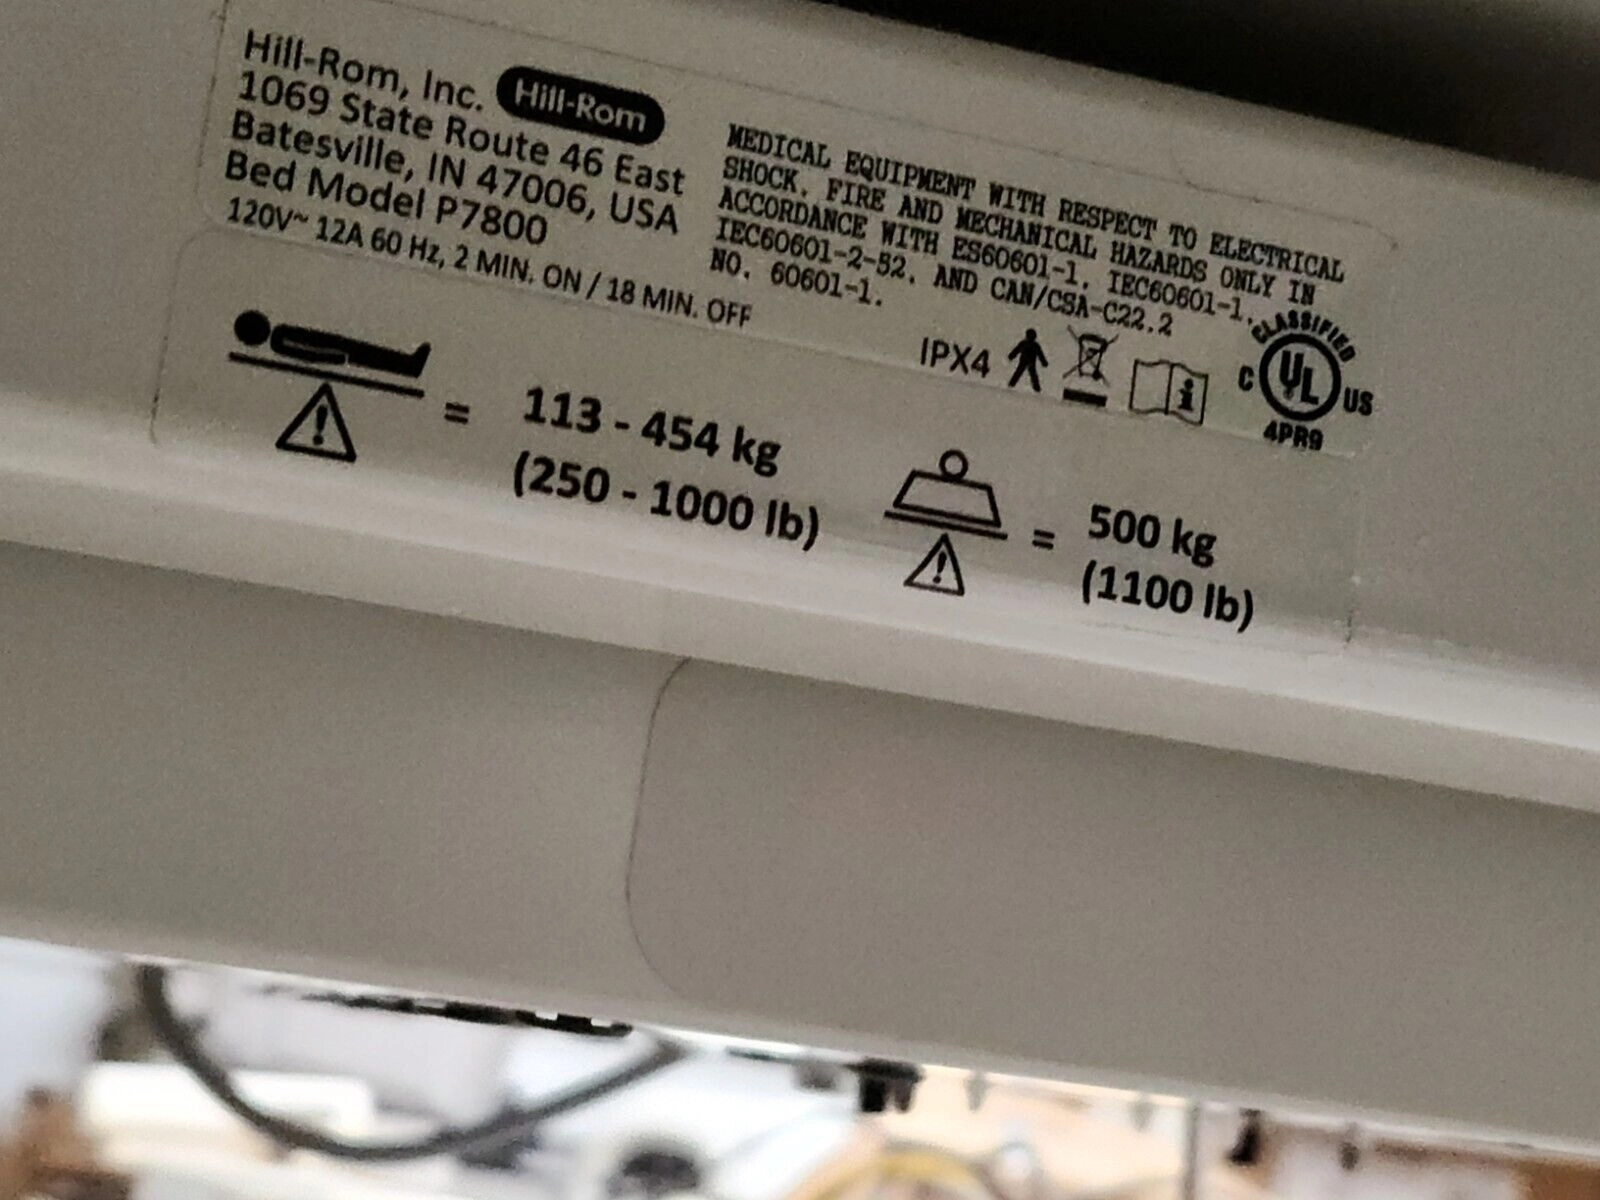 Hill-Rom, Inc. Hill-Rom
1069 State Route 46 East
Batesville, IN 47006, USA
Bed Model P7800
120V~ 12A 60 Hz, 2 MIN. ON / 18 MIN. OFF
MEDICAL EQUIPMENT WITH RESPECT TO ELECTRICAL
SHOCK, FIRE AND MECHANICAL HAZARDS ONLY IN
ACCORDANCE WITH ES60601-1, IEC60601-1,
IEC60601-2-52, AND CAN/CSA-C22.2
NO. 60601-1.
IPX4
CLASSIFIED
C UL US
4PR9
= 113 - 454 kg
(250 - 1000 lb)
= 500 kg
(1100 lb)